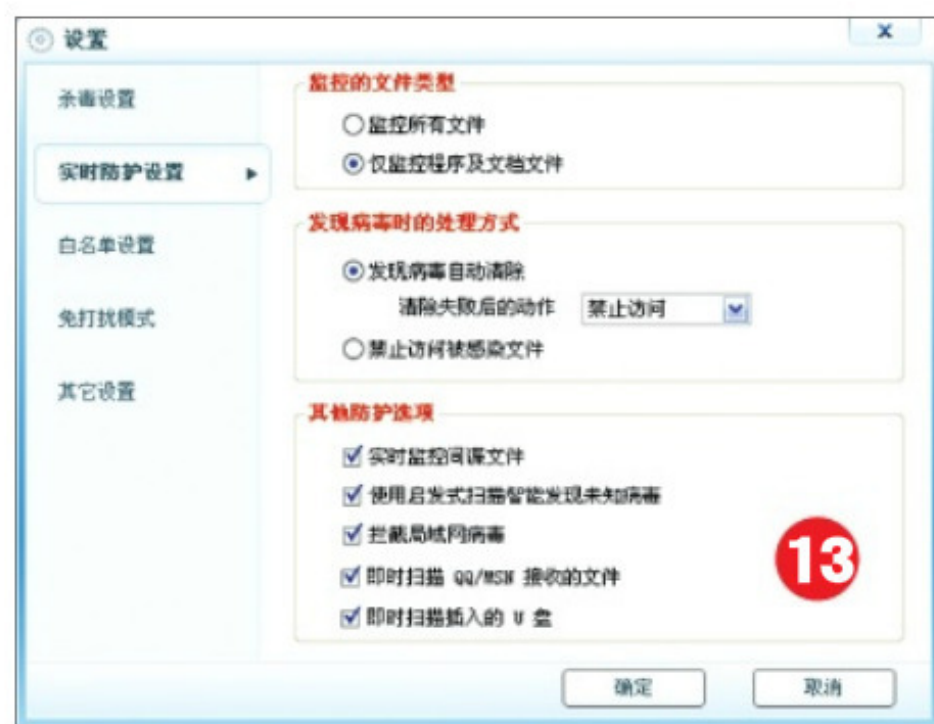 设置
x
杀毒设置
实时防护设置
白名单设置
免打扰模式
其它设置
监控的文件类型
监控所有文件
仅监控程序及文档文件
发现病毒时的处理方式
发现病毒自动清除
清除失败后的动作 禁止访问
禁止访问被感染文件
其他防护选项
实时监控间谍文件
使用启发式扫描智能发现未知病毒
拦截局域网病毒
即时扫描 QQ/MSN 接收的文件
即时扫描插入的 U 盘
13
确定 取消